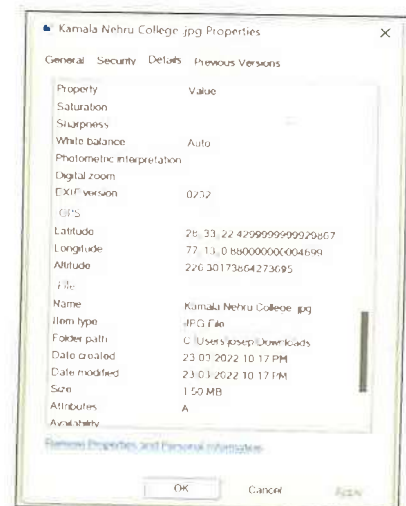 Kamala Nehru College.jpg Properties
General Security Details Previous Versions
Property Value
Saturation
Sharpness
White balance Auto
Photometric interpretation
Digital zoom
EXIF version 0232
GPS
Latitude 28; 33; 22.4299999999929867
Longitude 77; 13; 0.88000000004699
Altitude 226.30173864273695
File
Name Kamala Nehru College.jpg
Item type JPG File
Folder path C:\Users\josep\Downloads
Date created 23-03-2022 10:17 PM
Date modified 23-03-2022 10:17 PM
Size 1.50 MB
Attributes A
Availability
Remove Properties and Personal Information
OK Cancel Apply